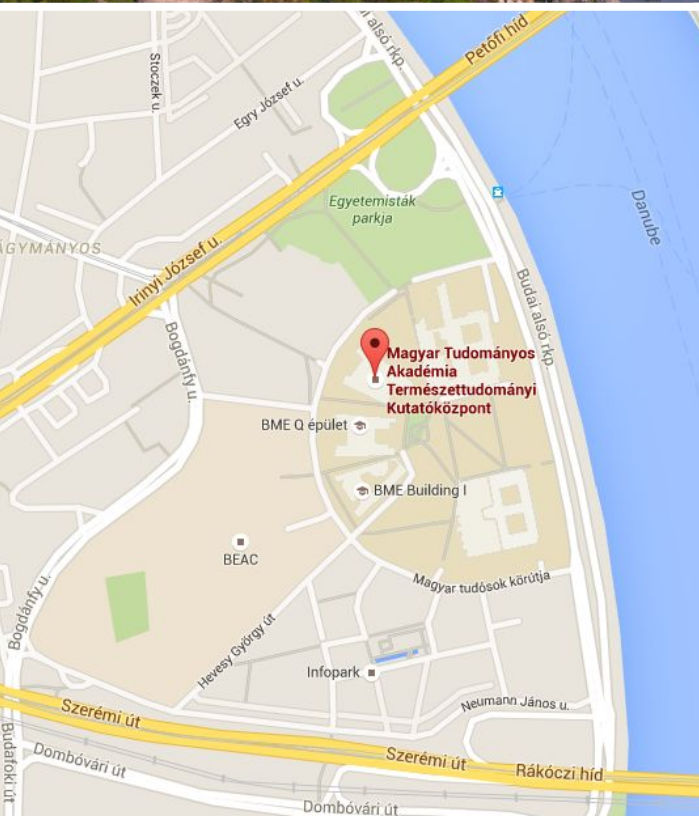 alsó rkp.
Petőfi híd
Stoczek u.
Egry József u.
Egyetemisták
parkja
Danube
ÁGYMÁNYOS
Irinyi József u.
Budai alsó rkp.
Bogdánfy u.
Magyar Tudományos
Akadémia
Természettudományi
Kutatóközpont
BME Q épület
BME Building I
BEAC
Magyar tudósok körútja
Bogdánfy u.
Hevesy György út
Infopark
Neumann János u.
Szerémi út
Budafoki út
Dombóvári út
Szerémi út
Rákóczi híd
Dombóvári út